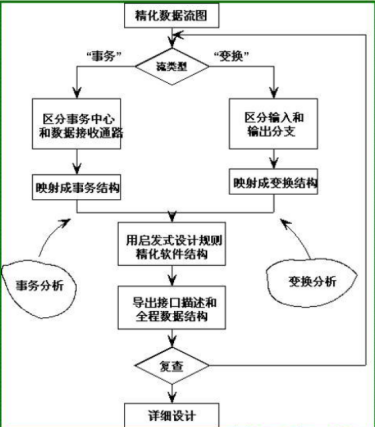 精化数据流图
“事务”
流类型
“变换”
区分事务中心
和数据接收通路
区分输入和
输出分支
映射成事务结构
映射成变换结构
用启发式设计规则
精化软件结构
事务分析
变换分析
导出接口描述和
全程数据结构
复查
详细设计